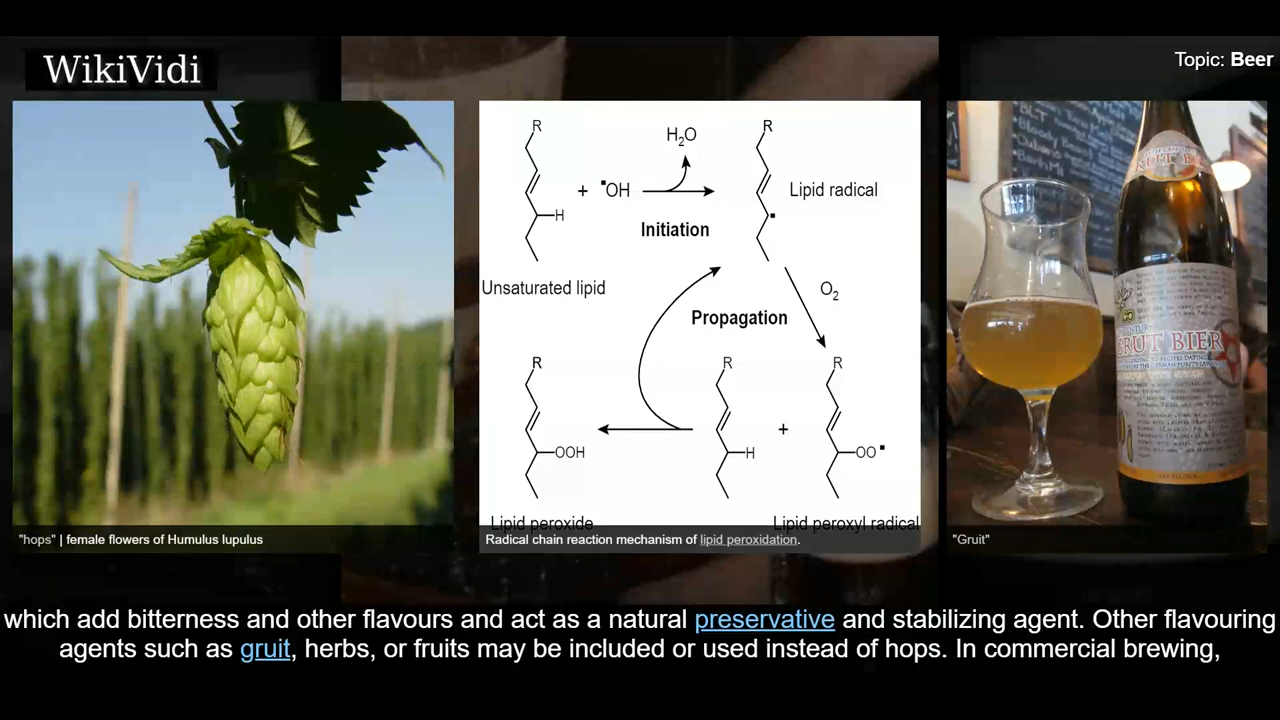 WikiVidi
Topic: Beer
R
H₂O
R
+
▪OH
Lipid radical
H
Initiation
Unsaturated lipid
O₂
Propagation
R
R
R
+
OOH
H
OO▪
Lipid peroxide
Lipid peroxyl radical
"hops" | female flowers of Humulus lupulus
Radical chain reaction mechanism of lipid peroxidation.
BLT
Cubano
RUT BIER
"Gruit"
which add bitterness and other flavours and act as a natural preservative and stabilizing agent. Other flavouring
agents such as gruit, herbs, or fruits may be included or used instead of hops. In commercial brewing,